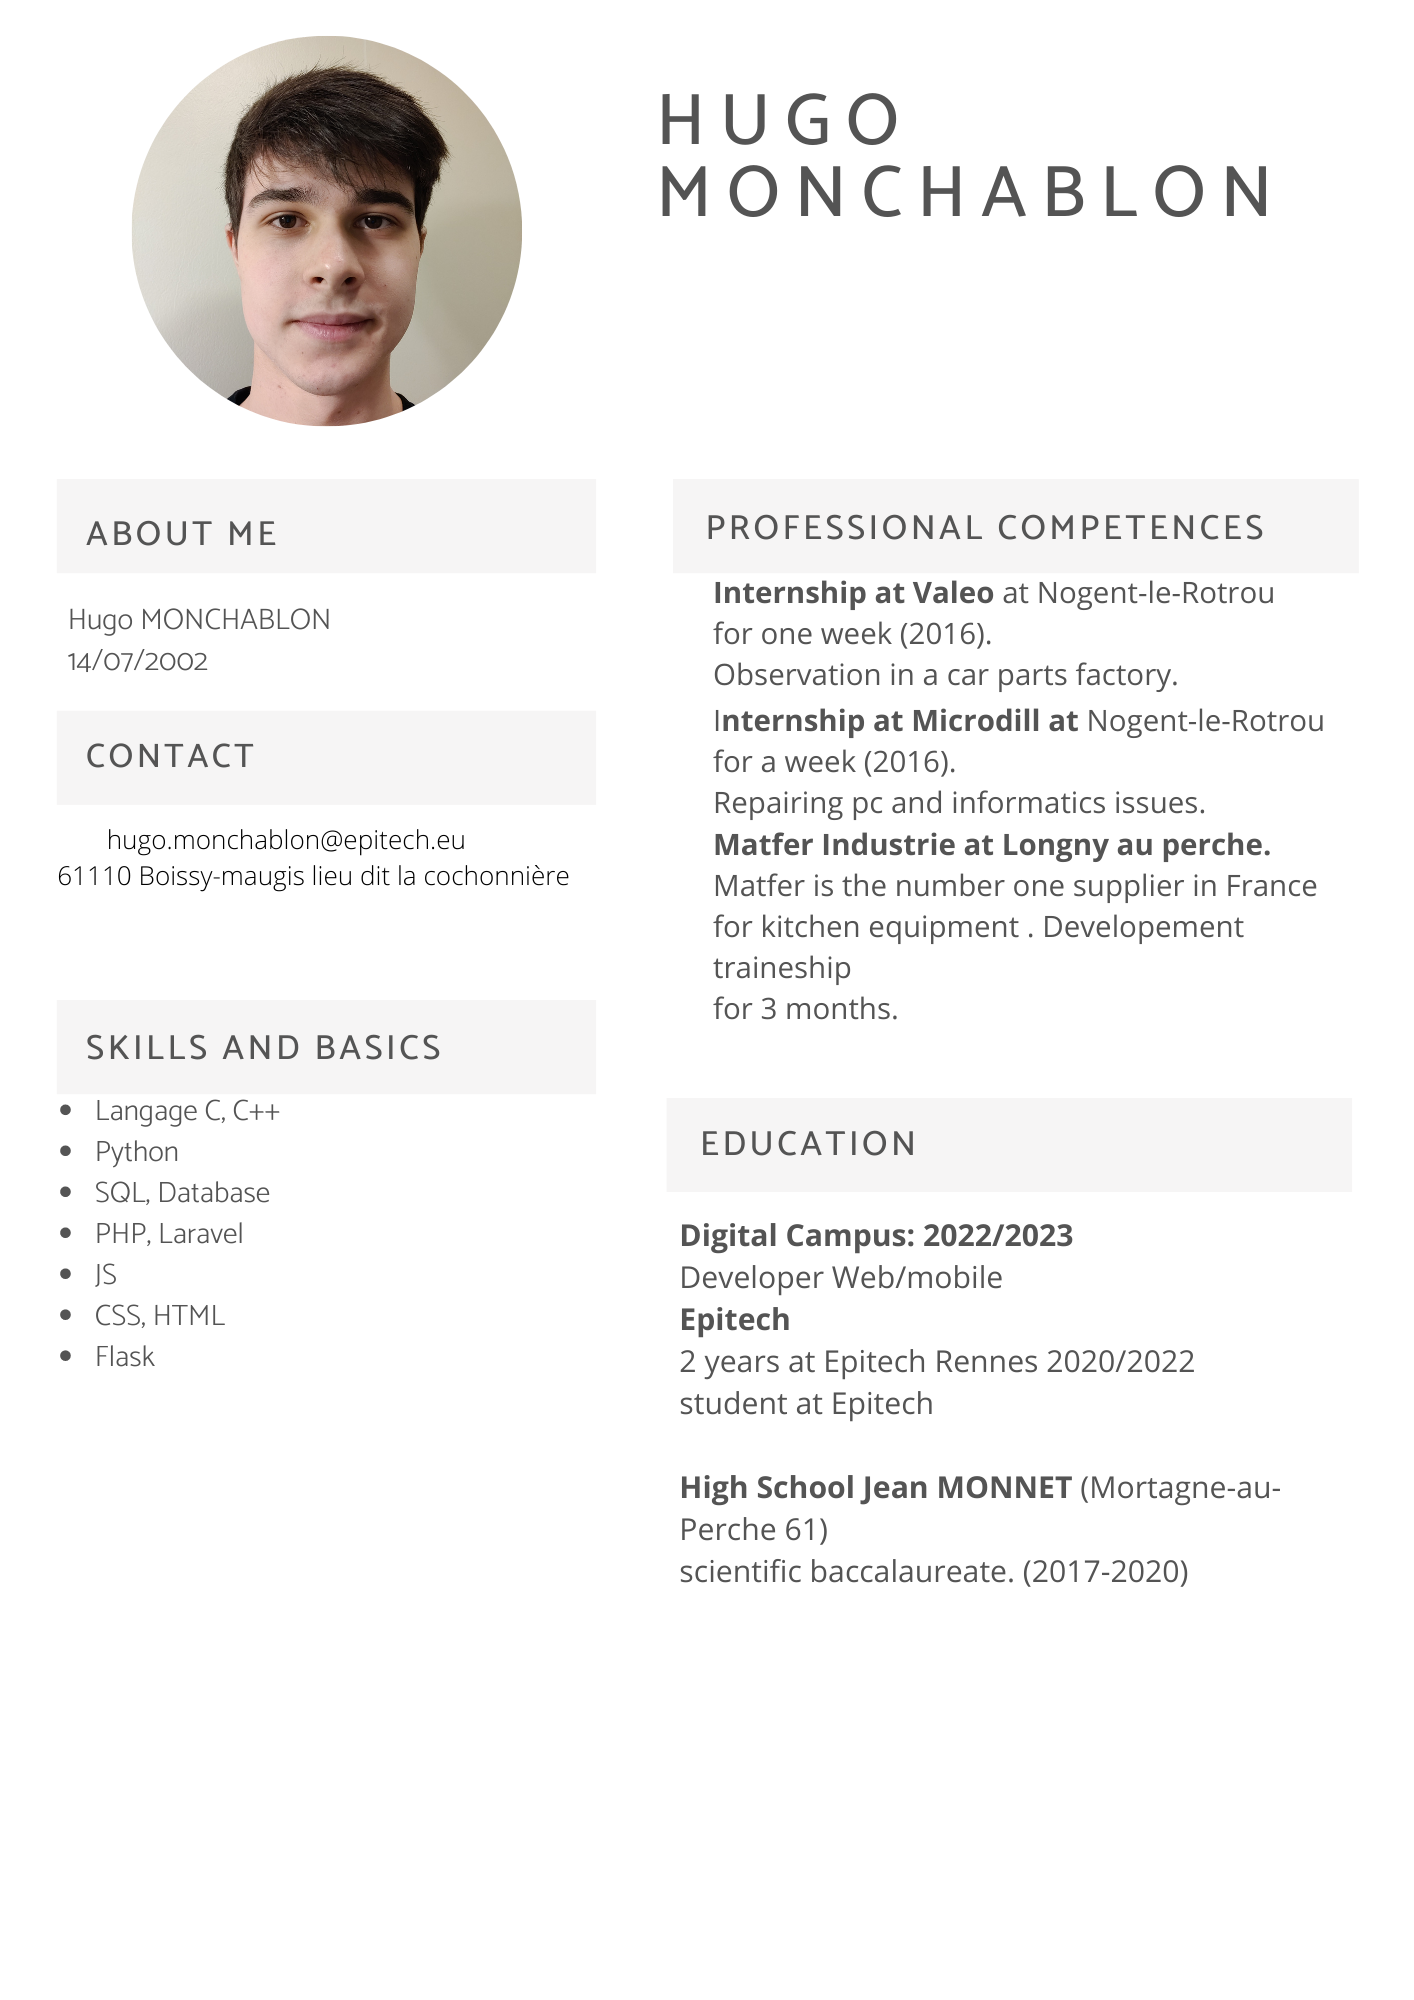 HUGO
MONCHABLON
ABOUT ME
Hugo MONCHABLON
14/07/2002
CONTACT
hugo.monchablon@epitech.eu
61110 Boissy-maugis lieu dit la cochonnière
SKILLS AND BASICS
• Langage C, C++
• Python
• SQL, Database
• PHP, Laravel
• JS
• CSS, HTML
• Flask
PROFESSIONAL COMPETENCES
Internship at Valeo at Nogent-le-Rotrou
for one week (2016).
Observation in a car parts factory.
Internship at Microdill at Nogent-le-Rotrou
for a week (2016).
Repairing pc and informatics issues.
Matfer Industrie at Longny au perche.
Matfer is the number one supplier in France
for kitchen equipment . Developement
traineship
for 3 months.
EDUCATION
Digital Campus: 2022/2023
Developer Web/mobile
Epitech
2 years at Epitech Rennes 2020/2022
student at Epitech
High School Jean MONNET (Mortagne-au-
Perche 61)
scientific baccalaureate. (2017-2020)